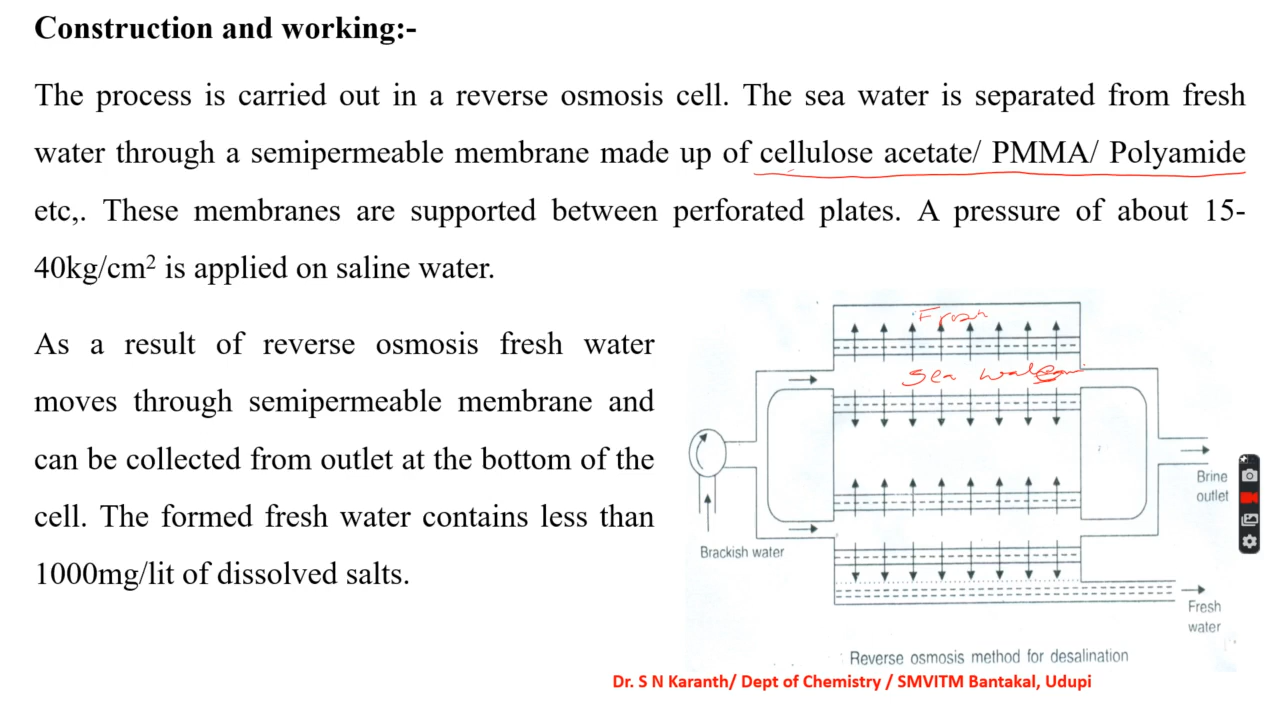 Construction and working:-
The process is carried out in a reverse osmosis cell. The sea water is separated from fresh
water through a semipermeable membrane made up of cellulose acetate/ PMMA/ Polyamide
etc,. These membranes are supported between perforated plates. A pressure of about 15-
40kg/cm² is applied on saline water.
As a result of reverse osmosis fresh water
moves through semipermeable membrane and
can be collected from outlet at the bottom of the
cell. The formed fresh water contains less than
1000mg/lit of dissolved salts.
Sea
Brine
outlet
Brackish water
Fresh
water
Reverse osmosis method for desalination
Dr. S N Karanth/ Dept of Chemistry / SMVITM Bantakal, Udupi